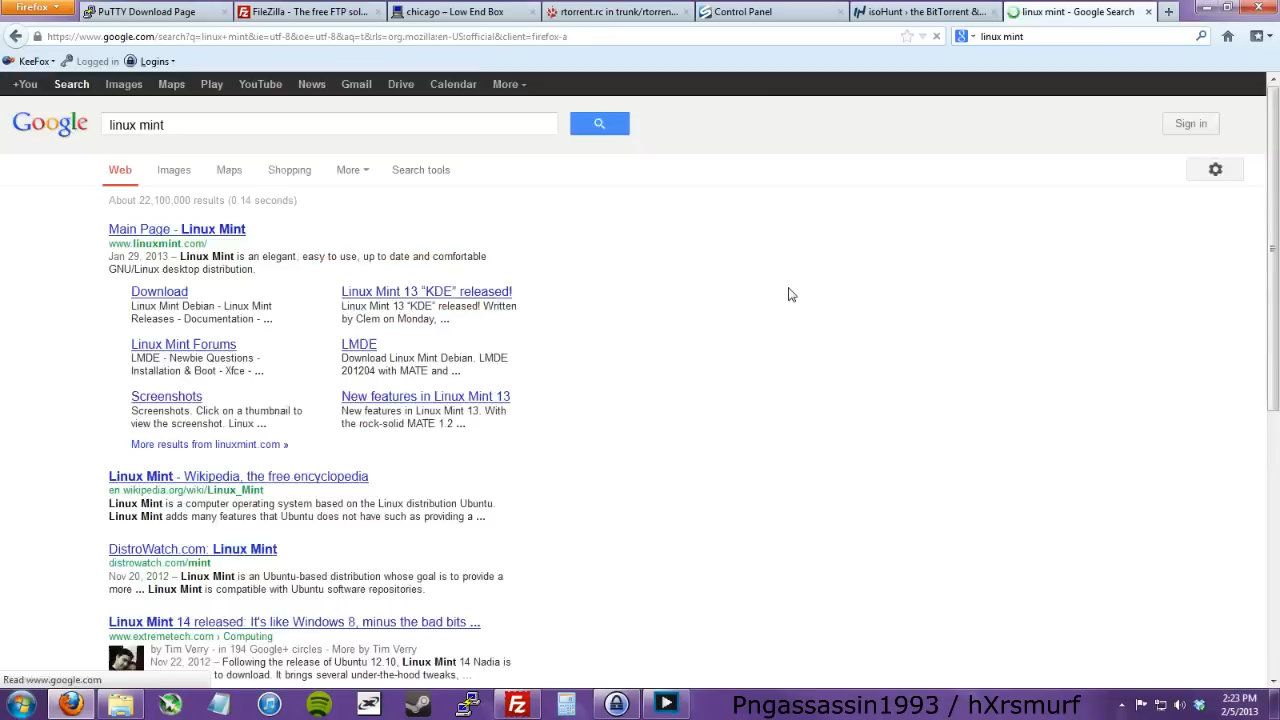 Firefox
PuTTY Download Page
FileZilla - The free FTP sol...
chicago – Leaseweb Box
rtorrent.rc in trunk/rtorren...
Control Panel
isoHunt › the BitTorrent &...
linux mint - Google Search
https://www.google.com/search?q=linux+mint&ie=utf-8&oe=utf-8&aq=t&rls=org.mozilla:en-US:official&client=firefox-a
linux mint
KeeFox
Logged in
Logins
+You Search Images Maps Play YouTube News Gmail Drive Calendar More
Google
linux mint
Sign in
Web Images Maps Shopping More Search tools
About 22,100,000 results (0.14 seconds)
Main Page - Linux Mint
www.linuxmint.com/
Jan 29, 2013 – Linux Mint is an elegant, easy to use, up to date and comfortable
GNU/Linux desktop distribution.
Download
Linux Mint Debian - Linux Mint
Releases - Documentation - ...
Linux Mint 13 “KDE” released!
Linux Mint 13 “KDE” released! Written
by Clem on Monday, ...
Linux Mint Forums
LMDE - Newbie Questions -
Installation & Boot - Xfce - ...
LMDE
Download Linux Mint Debian. LMDE
201204 with MATE and ...
Screenshots
Screenshots. Click on a thumbnail to
view the screenshot. Linux ...
New features in Linux Mint 13
New features in Linux Mint 13. With
the rock-solid MATE 1.2 ...
More results from linuxmint.com »
Linux Mint - Wikipedia, the free encyclopedia
en.wikipedia.org/wiki/Linux_Mint
Linux Mint is a computer operating system based on the Linux distribution Ubuntu.
Linux Mint adds many features that Ubuntu does not have such as providing a ...
DistroWatch.com: Linux Mint
distrowatch.com/mint
Nov 20, 2012 – Linux Mint is an Ubuntu-based distribution whose goal is to provide a
more ... Linux Mint is compatible with Ubuntu software repositories.
Linux Mint 14 released: It's like Windows 8, minus the bad bits ...
www.extremetech.com › Computing
by Tim Verry - in 194 Google+ circles - More by Tim Verry
Nov 22, 2012 – Following the release of Ubuntu 12.10, Linux Mint 14 Nadia is
to download. It brings several under-the-hood tweaks, ...
Read www.google.com
Pngassassin1993 / hXrsmurf
2:23 PM
2/5/2013